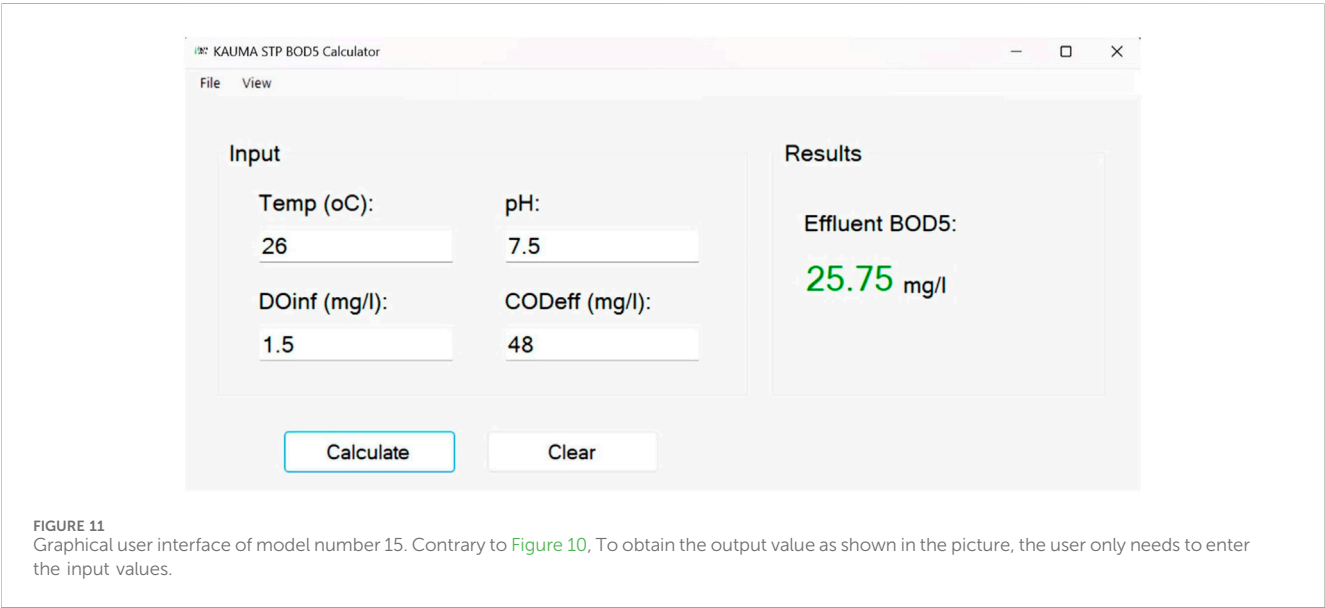 KAUMA STP BOD5 Calculator
File View
Input
Results
Temp (oC):
pH:
Effluent BOD5:
26
7.5
25.75 mg/l
DOinf (mg/l):
CODeff (mg/l):
1.5
48
Calculate
Clear
FIGURE 11
Graphical user interface of model number 15. Contrary to Figure 10, To obtain the output value as shown in the picture, the user only needs to enter
the input values.